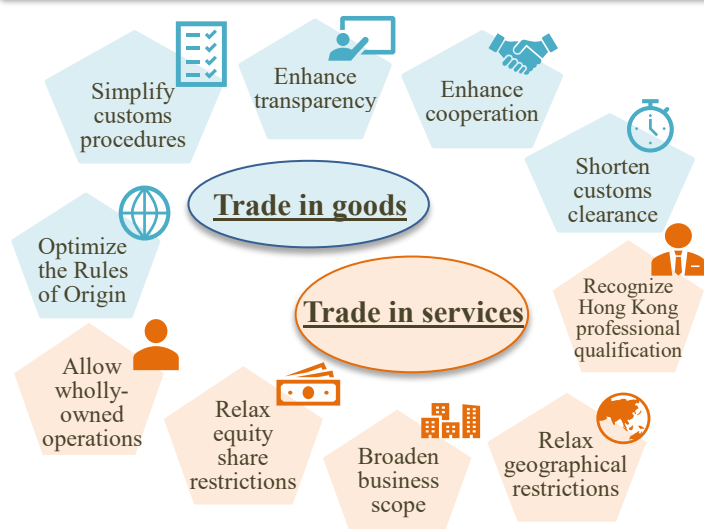 Simplify
customs
procedures
Enhance
transparency
Enhance
cooperation
Shorten
customs
clearance
Trade in goods
Optimize
the Rules
of Origin
Trade in services
Recognize
Hong Kong
professional
qualification
Allow
wholly-
owned
operations
Relax
equity
share
restrictions
Broaden
business
scope
Relax
geographical
restrictions